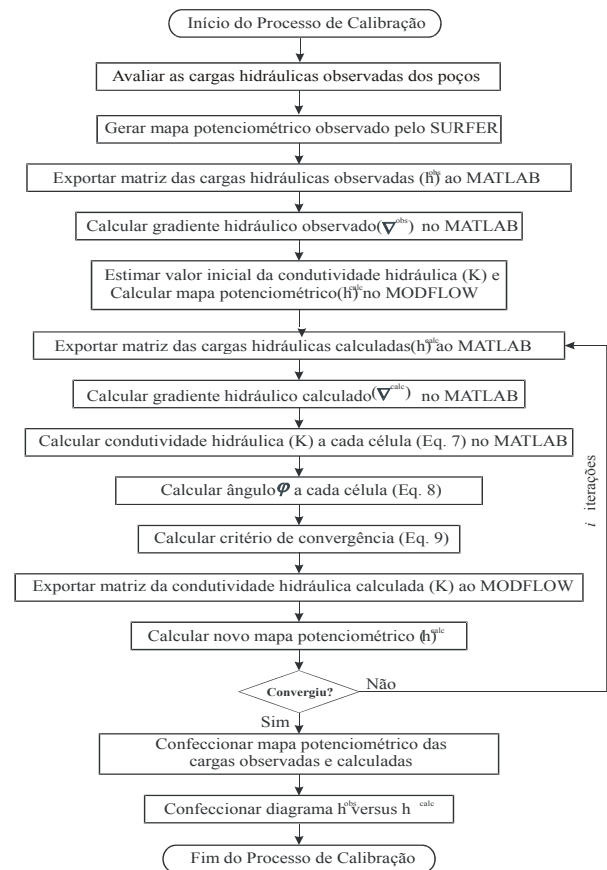 Início do Processo de Calibração
Avaliar as cargas hidráulicas observadas dos poços
Gerar mapa potenciométrico observado pelo SURFER
Exportar matriz das cargas hidráulicas observadas (h)obs ao MATLAB
Calcular gradiente hidráulico observado(∇obs) no MATLAB
Estimar valor inicial da condutividade hidráulica (K) e
Calcular mapa potenciométrico(h)calc no MODFLOW
Exportar matriz das cargas hidráulicas calculadas(h)calc ao MATLAB
Calcular gradiente hidráulico calculado(∇calc) no MATLAB
Calcular condutividade hidráulica (K) a cada célula (Eq. 7) no MATLAB
Calcular ângulo φ a cada célula (Eq. 8)
Calcular critério de convergência (Eq. 9)
Exportar matriz da condutividade hidráulica calculada (K) ao MODFLOW
Calcular novo mapa potenciométrico (h)calc
Convergiu?
Não
i iterações
Sim
Confeccionar mapa potenciométrico das
cargas observadas e calculadas
Confeccionar diagrama hobs versus h calc
Fim do Processo de Calibração